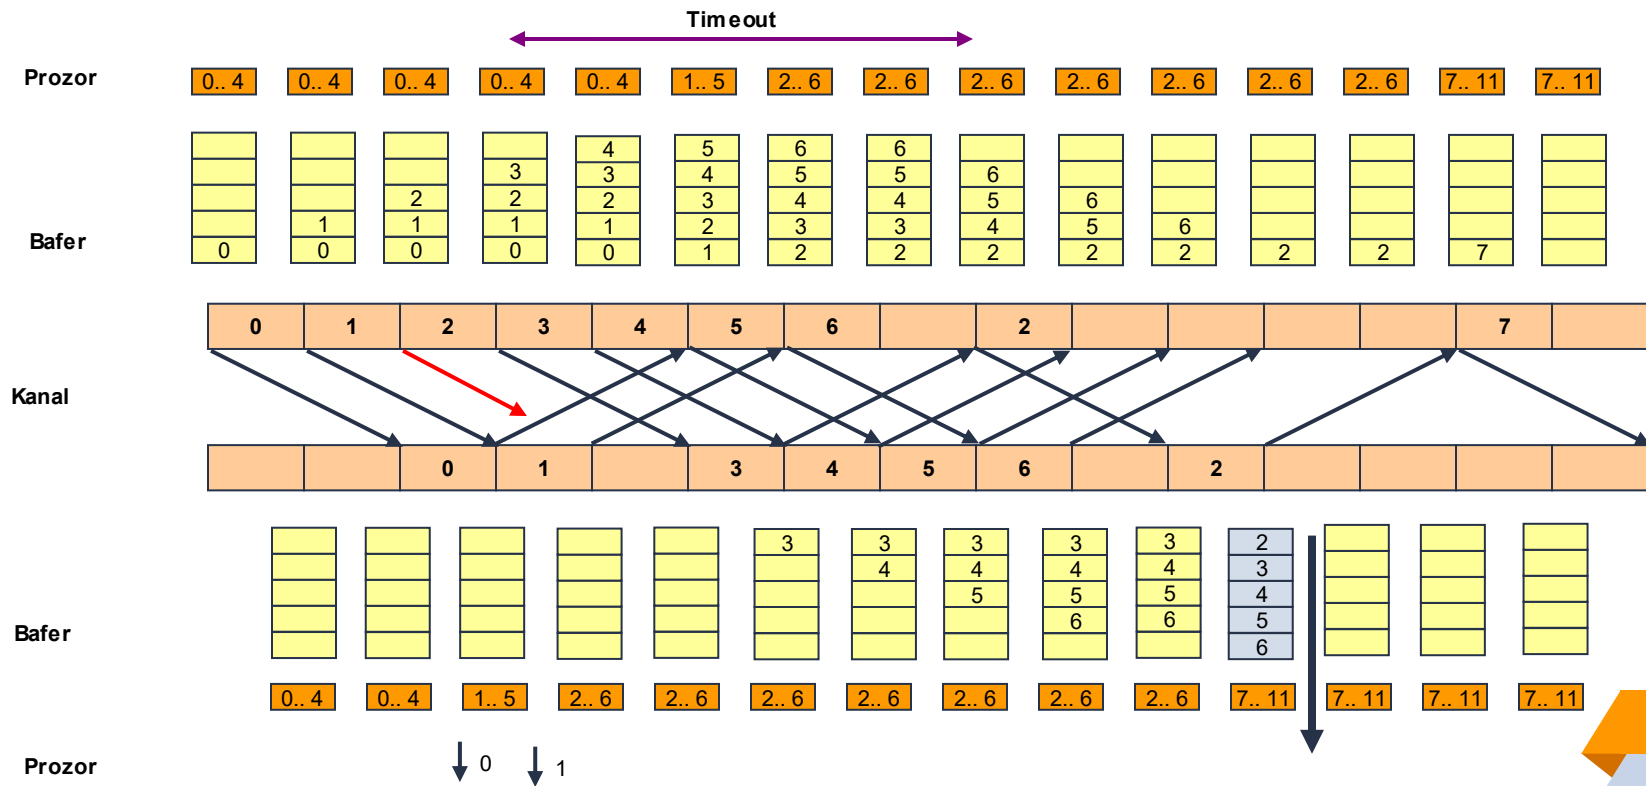 Timeout
Prozor 0.. 4 0.. 4 0.. 4 0.. 4 0.. 4 1.. 5 2.. 6 2.. 6 2.. 6 2.. 6 2.. 6 2.. 6 2.. 6 7.. 11 7.. 11
4 5 6 6
3 3 4 5 5 6
2 2 2 3 4 4 5 6
1 1 1 1 2 3 3 4 5 6
Bafer
0 0 0 0 0 1 2 2 2 2 2 2 2 7
0 1 2 3 4 5 6 2 7
Kanal
0 1 3 4 5 6 2
3 3 3 3 3 2
4 4 4 4 3
5 5 5 4
6 6 5
Bafer
6
0.. 4 0.. 4 1.. 5 2.. 6 2.. 6 2.. 6 2.. 6 2.. 6 2.. 6 2.. 6 7.. 11 7.. 11 7.. 11 7.. 11
Prozor 0 1